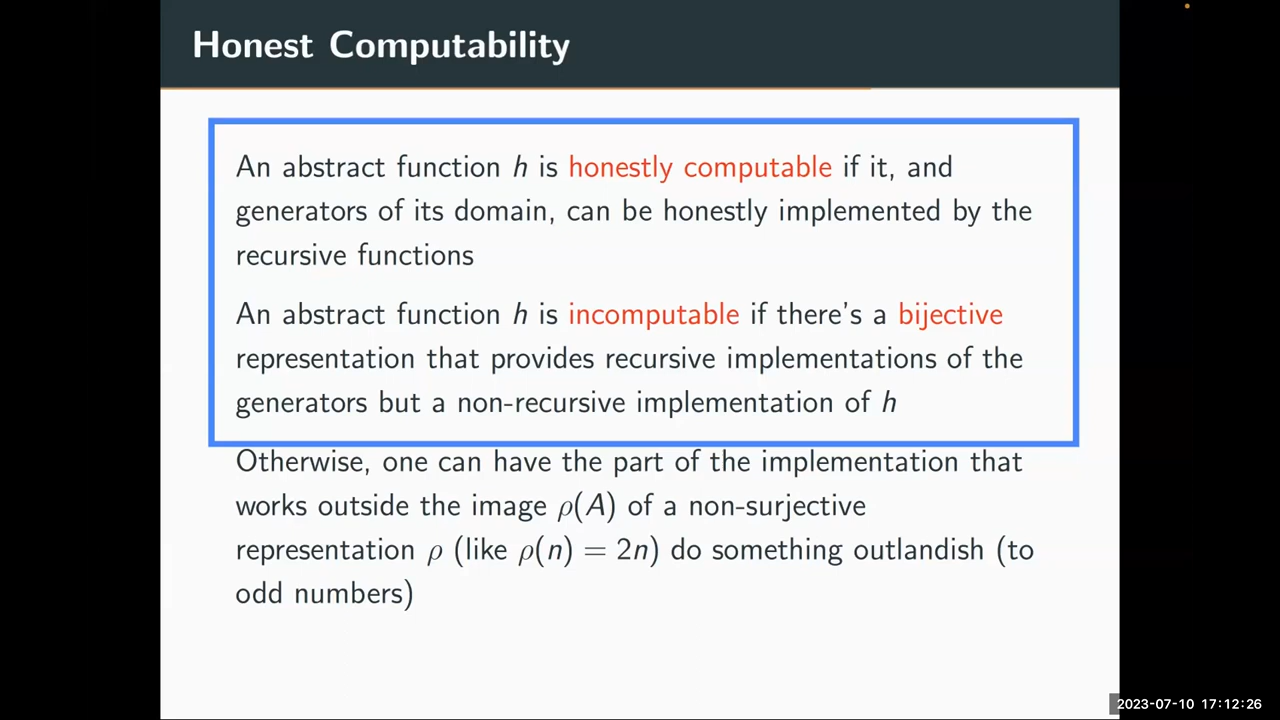 Honest Computability
An abstract function h is honestly computable if it, and
generators of its domain, can be honestly implemented by the
recursive functions
An abstract function h is incomputable if there's a bijective
representation that provides recursive implementations of the
generators but a non-recursive implementation of h
Otherwise, one can have the part of the implementation that
works outside the image ρ(A) of a non-surjective
representation ρ (like ρ(n) = 2n) do something outlandish (to
odd numbers)
2023-07-10 17:12:26